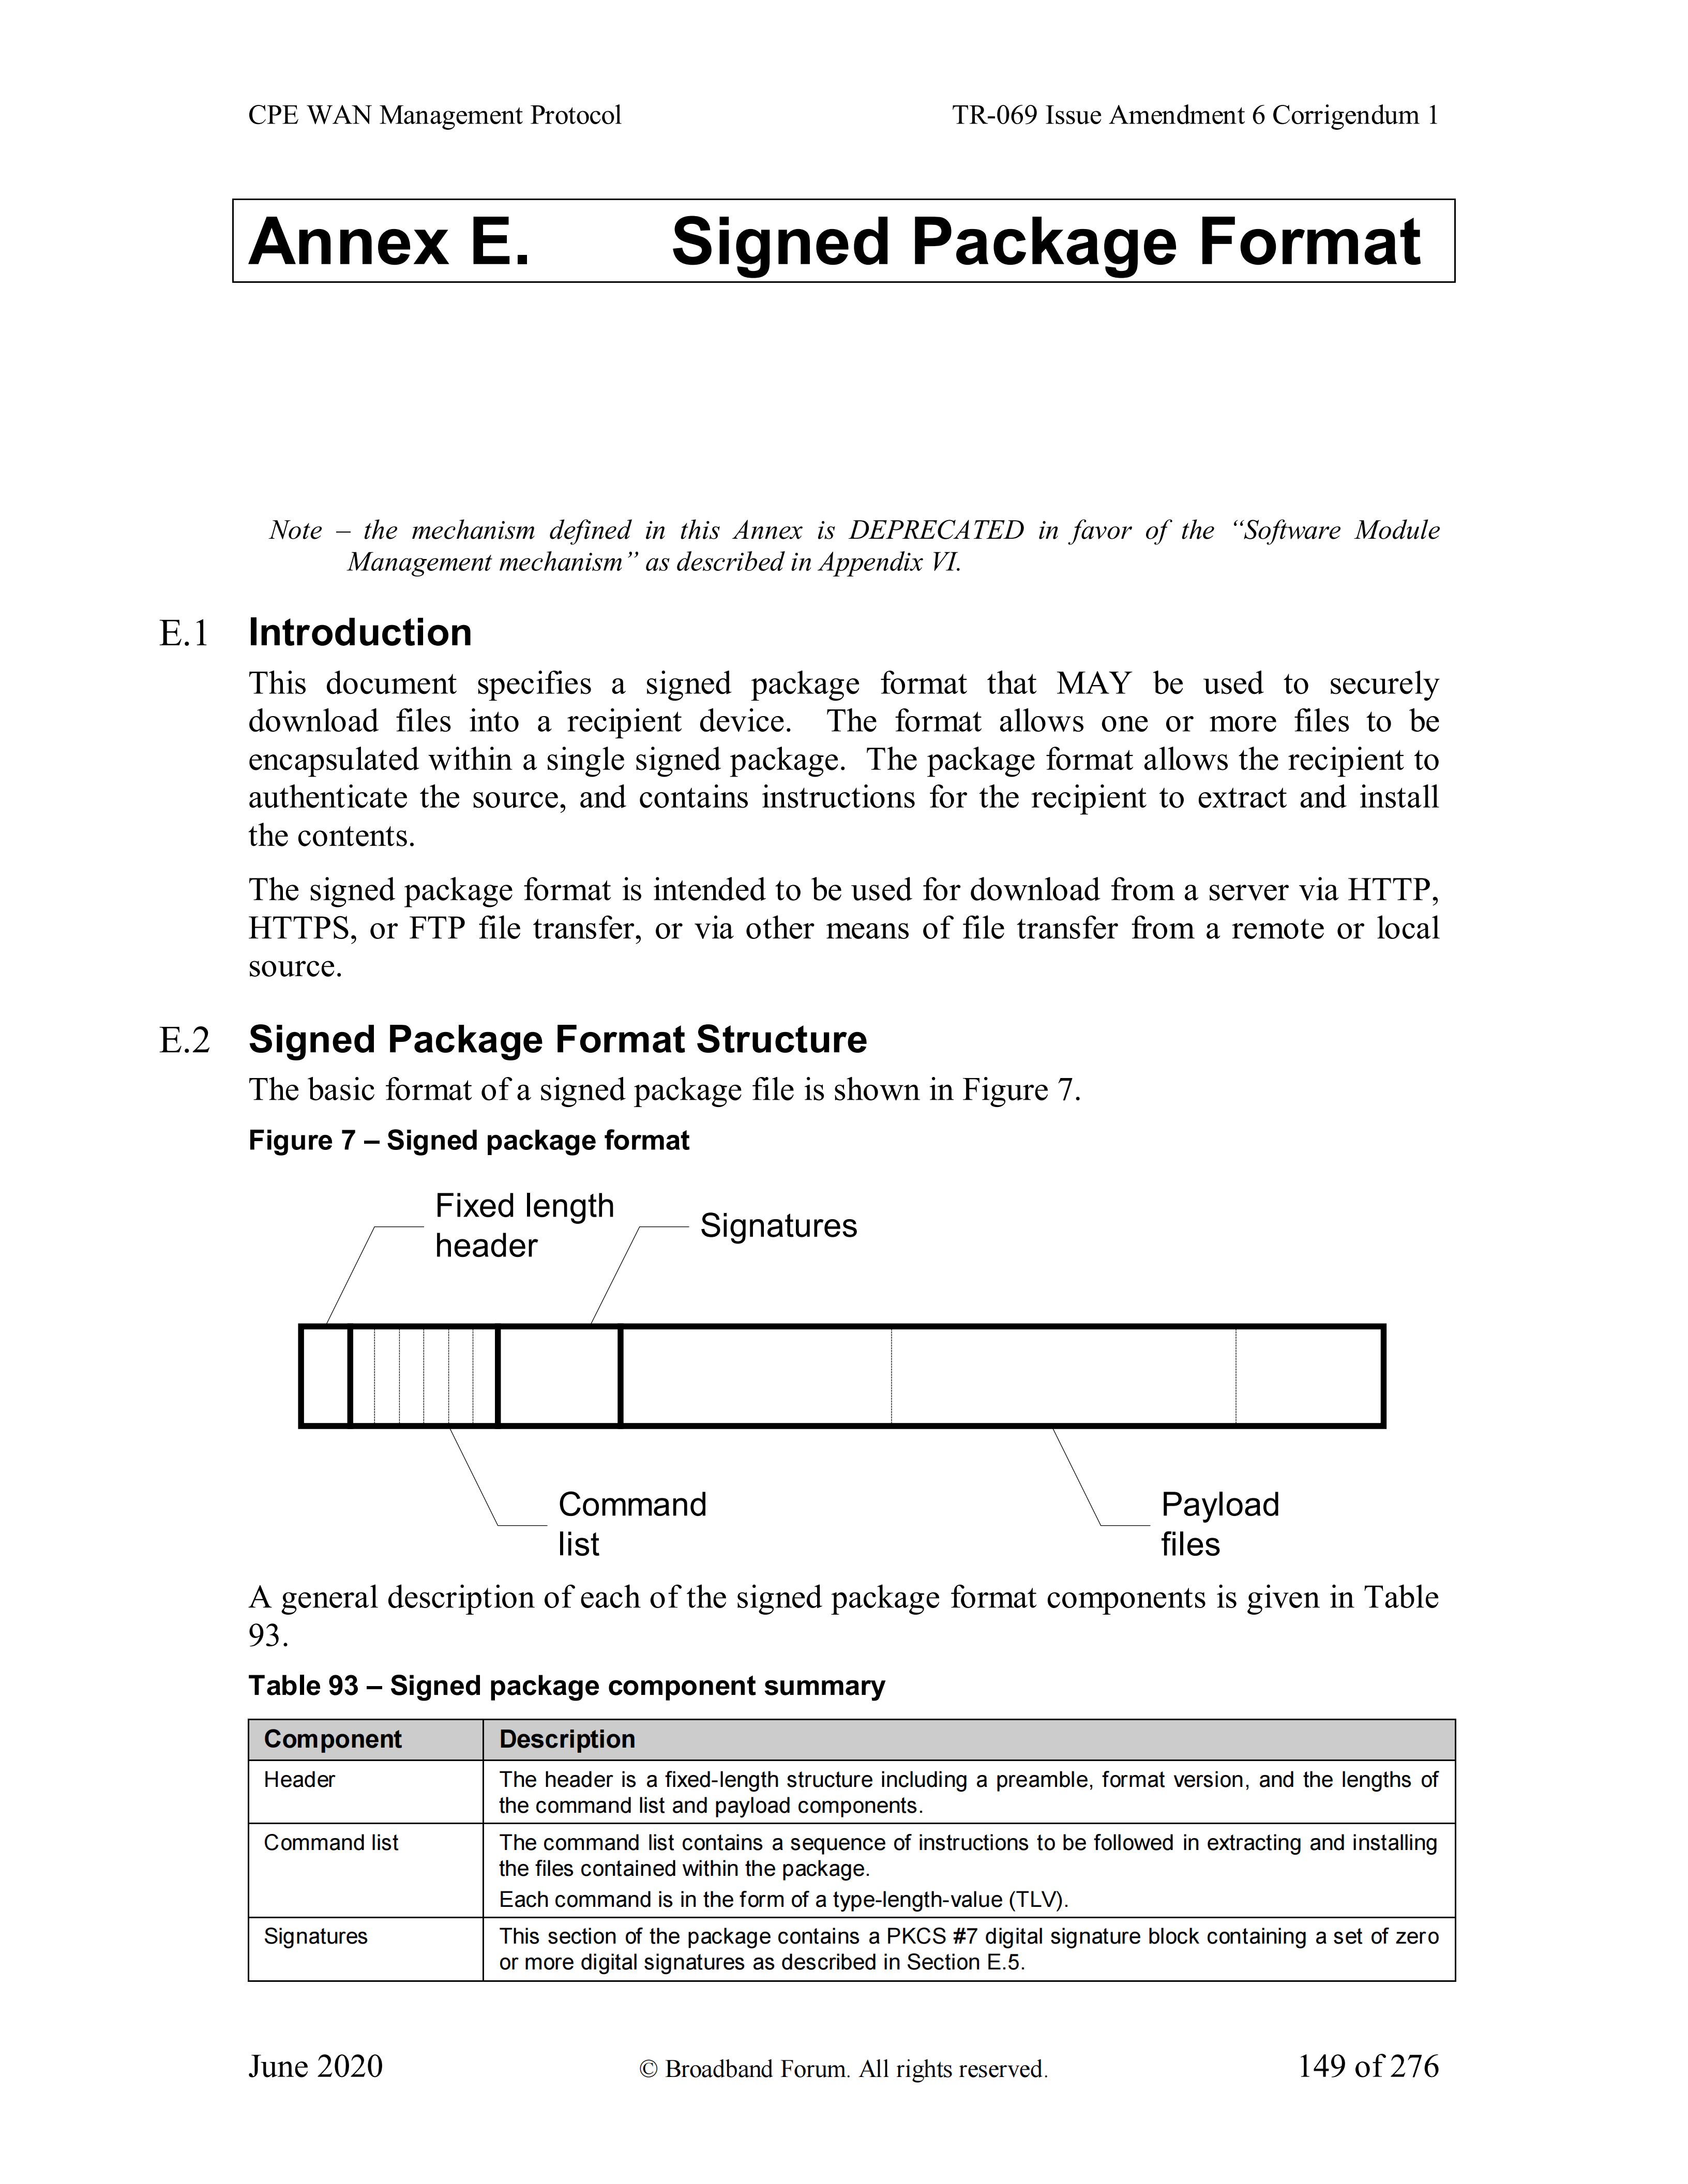 CPE WAN Management Protocol TR-069 Issue Amendment 6 Corrigendum 1
Annex E. Signed Package Format
Note – the mechanism defined in this Annex is DEPRECATED in favor of the “Software Module
Management mechanism” as described in Appendix VI.
E.1 Introduction
This document specifies a signed package format that MAY be used to securely
download files into a recipient device. The format allows one or more files to be
encapsulated within a single signed package. The package format allows the recipient to
authenticate the source, and contains instructions for the recipient to extract and install
the contents.
The signed package format is intended to be used for download from a server via HTTP,
HTTPS, or FTP file transfer, or via other means of file transfer from a remote or local
source.
E.2 Signed Package Format Structure
The basic format of a signed package file is shown in Figure 7.
Figure 7 – Signed package format
Fixed length
header
Signatures
Command
list
Payload
files
A general description of each of the signed package format components is given in Table
93.
Table 93 – Signed package component summary
Component Description
Header The header is a fixed-length structure including a preamble, format version, and the lengths of
the command list and payload components.
Command list The command list contains a sequence of instructions to be followed in extracting and installing
the files contained within the package.
Each command is in the form of a type-length-value (TLV).
Signatures This section of the package contains a PKCS #7 digital signature block containing a set of zero
or more digital signatures as described in Section E.5.
June 2020 © Broadband Forum. All rights reserved. 149 of 276